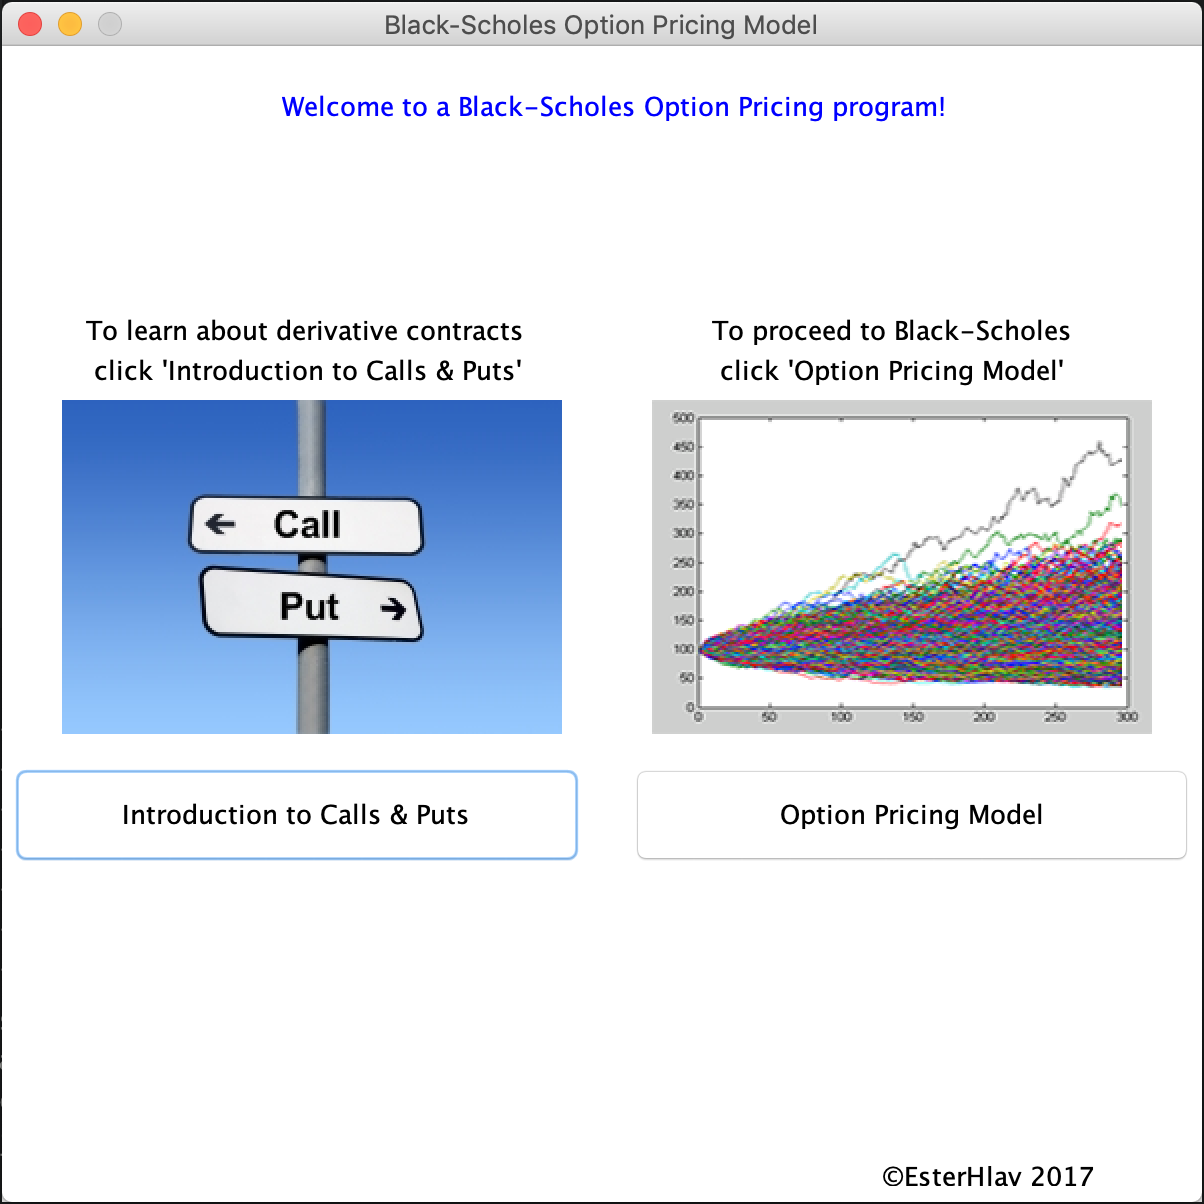 Black-Scholes Option Pricing Model
Welcome to a Black-Scholes Option Pricing program!
To learn about derivative contracts
click 'Introduction to Calls & Puts'
To proceed to Black-Scholes
click 'Option Pricing Model'
Call
Put
500
450
400
350
300
250
200
150
100
50
0
0 50 100 150 200 250 300
Introduction to Calls & Puts
Option Pricing Model
©EsterHlav 2017